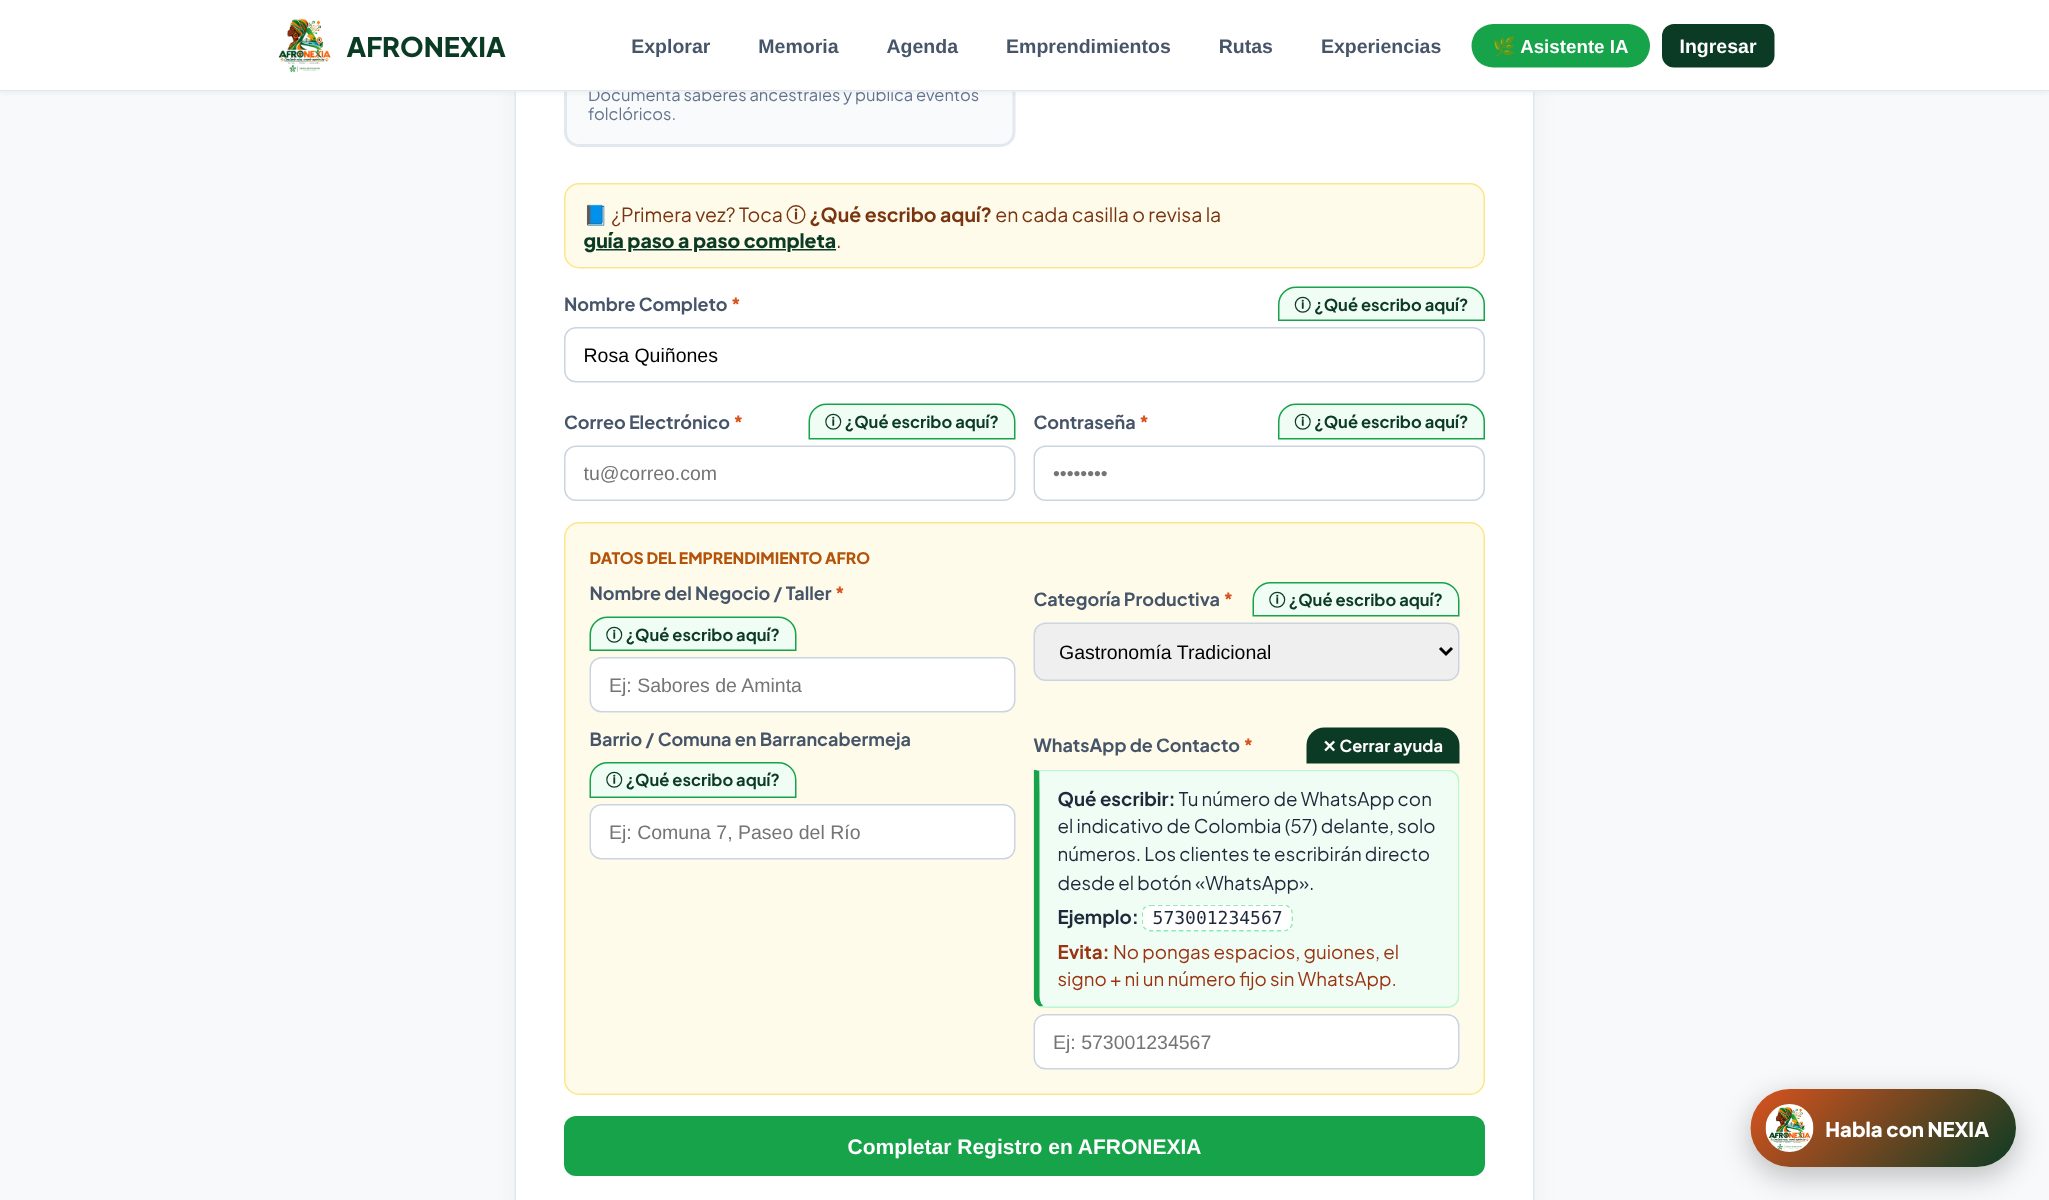 AFRONEXIA
AFRONEXIA
Explorar
Memoria
Agenda
Emprendimientos
Rutas
Experiencias
🌿 Asistente IA
Ingresar
Documenta saberes ancestrales y publica eventos
folclóricos.
📘 ¿Primera vez? Toca ⓘ ¿Qué escribo aquí? en cada casilla o revisa la
guía paso a paso completa.
Nombre Completo *
ⓘ ¿Qué escribo aquí?
Rosa Quiñones
Correo Electrónico *
ⓘ ¿Qué escribo aquí?
Contraseña *
ⓘ ¿Qué escribo aquí?
tu@correo.com
••••••••
DATOS DEL EMPRENDIMIENTO AFRO
Nombre del Negocio / Taller *
ⓘ ¿Qué escribo aquí?
Ej: Sabores de Aminta
Categoría Productiva *
ⓘ ¿Qué escribo aquí?
Gastronomía Tradicional
Barrio / Comuna en Barrancabermeja
ⓘ ¿Qué escribo aquí?
Ej: Comuna 7, Paseo del Río
WhatsApp de Contacto *
✕ Cerrar ayuda
Qué escribir: Tu número de WhatsApp con
el indicativo de Colombia (57) delante, solo
números. Los clientes te escribirán directo
desde el botón «WhatsApp».
Ejemplo: 573001234567
Evita: No pongas espacios, guiones, el
signo + ni un número fijo sin WhatsApp.
Ej: 573001234567
Completar Registro en AFRONEXIA
AFRONEXIA
Habla con NEXIA